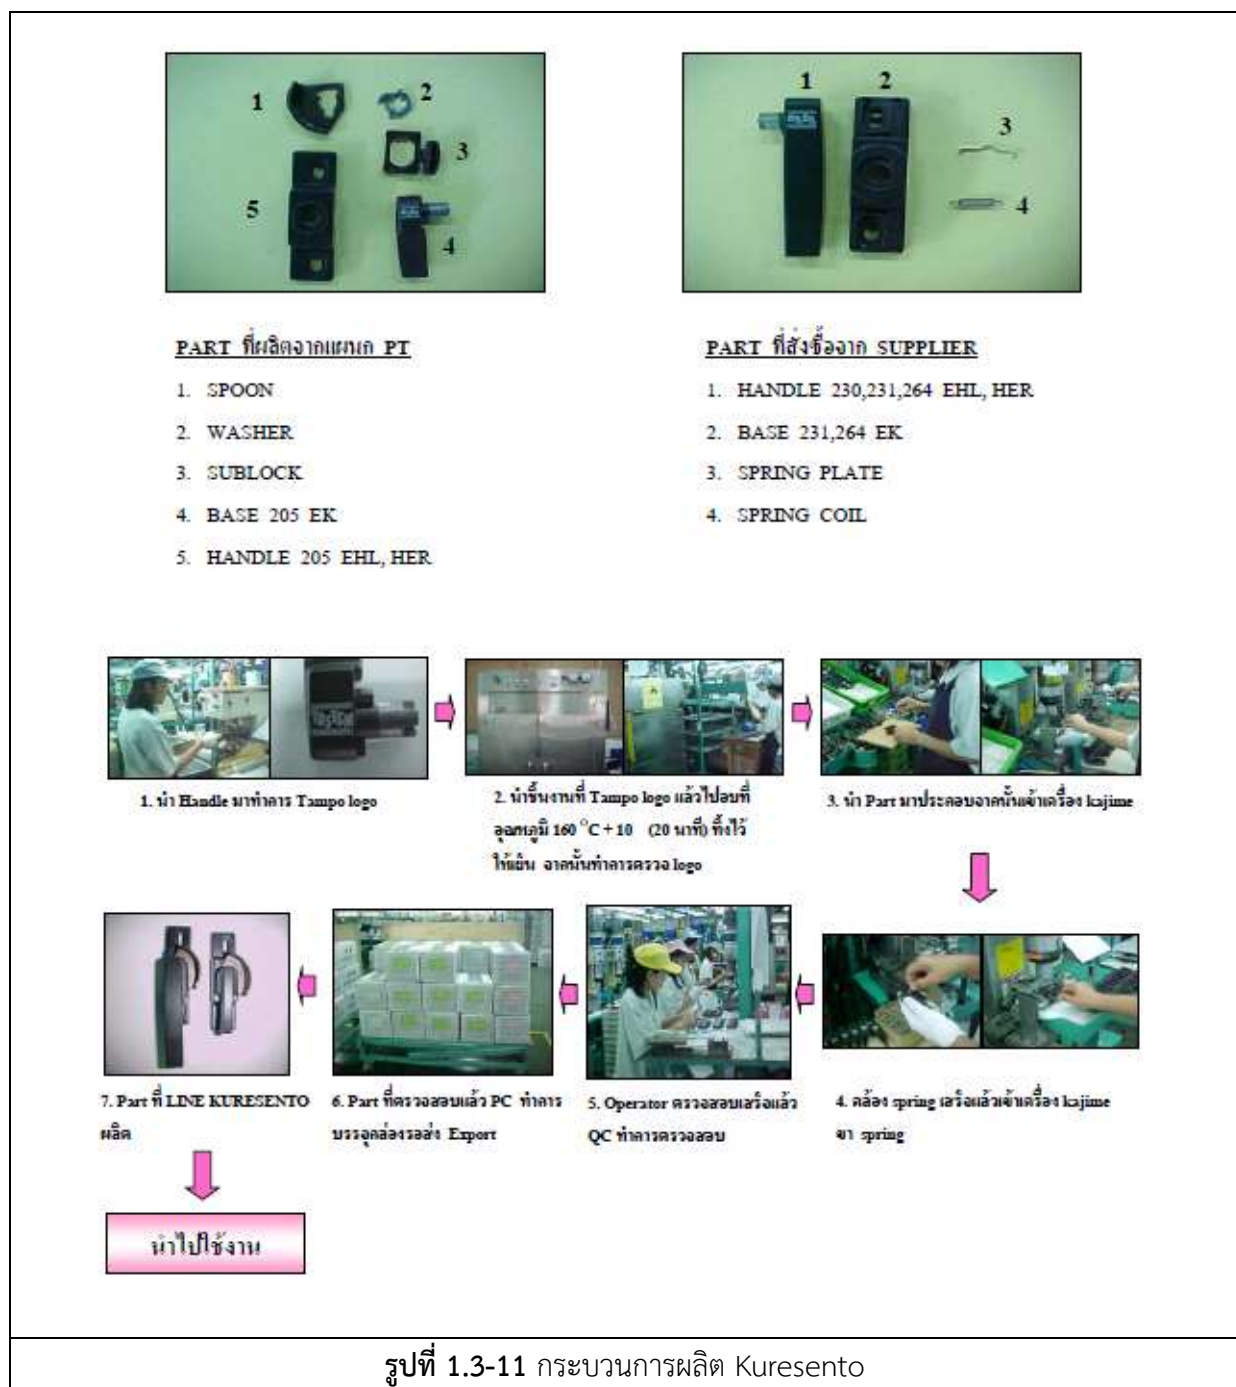 1
2
3
5
4
1
2
3
4
PART ที่ผลิตจากแผนก PT
1. SPOON
2. WASHER
3. SUBLOCK
4. BASE 205 EK
5. HANDLE 205 EHL, HER
PART ที่สั่งซื้อจาก SUPPLIER
1. HANDLE 230,231,264 EHL, HER
2. BASE 231,264 EK
3. SPRING PLATE
4. SPRING COIL
1. นำ Handle มาทำการ Tampo logo
2. นำชิ้นงานที่ Tampo logo แล้วไปอบที่
อุณหภูมิ 160 °C + 10 (20 นาที) ทิ้งไว้
ให้เย็น จากนั้นทำการตรวจ logo
3. นำ Part มาประกอบจากนั้นเข้าเครื่อง kajime
4. คล้อง spring เสร็จแล้วเข้าเครื่อง kajime
ขา spring
5. Operator ตรวจสอบเสร็จแล้ว
QC ทำการตรวจสอบ
6. Part ที่ตรวจสอบแล้ว PC ทำการ
บรรจุกล่องรอส่ง Export
7. Part ที่ LINE KURESENTO
ผลิต
นำไปใช้งาน
รูปที่ 1.3-11 กระบวนการผลิต Kuresento